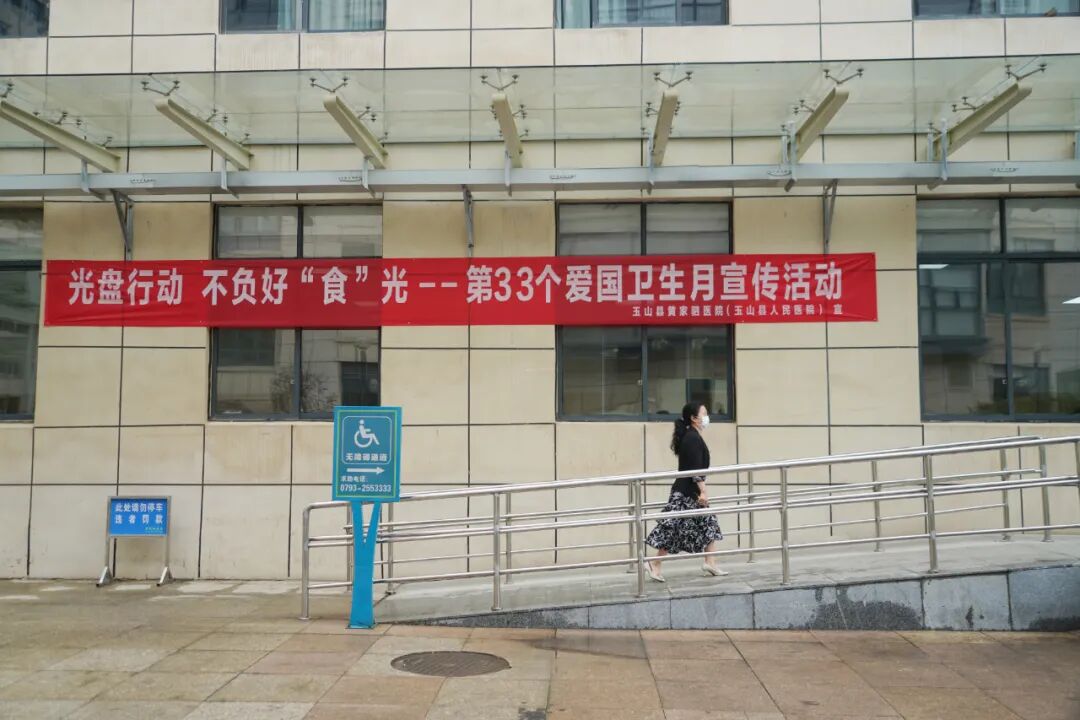 光盘行动 不负好“食”光--第33个爱国卫生月宣传活动
玉山县黄家驷医院(玉山县人民医院) 宣
无障碍通道
求助电话：
0793-2553333
此处请勿停车
违者罚款